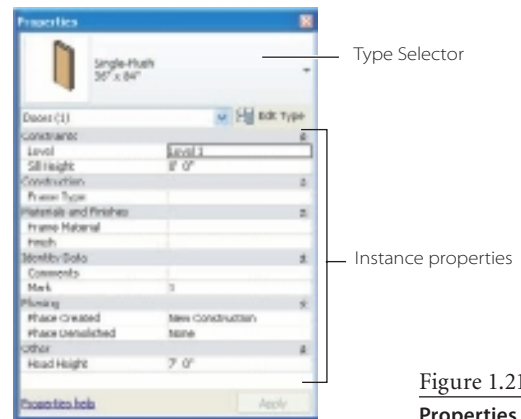 Properties
Single-Flush
36" x 84"
Type Selector
Doors (1)
Edit Type
Constraints
Level
Level 1
Sill Height
0' 0"
Construction
Frame Type
Materials and Finishes
Frame Material
Finish
Identity Data
Comments
Mark
Instance properties
Phasing
Phase Created
New Construction
Phase Demolished
None
Other
Head Height
7' 0"
Properties help
Apply
Figure 1.21
Properties